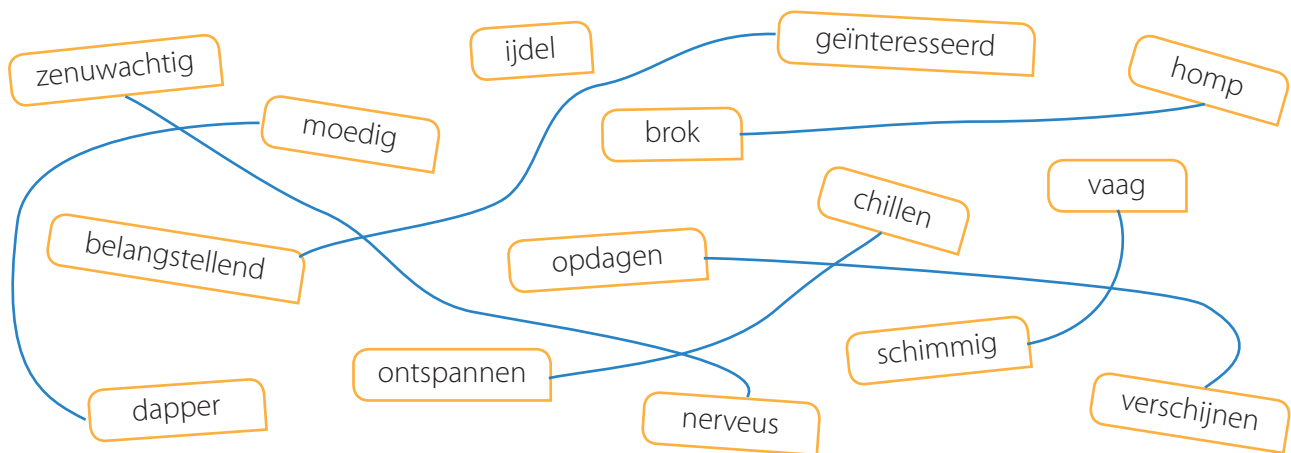 zenuwachtig
ijdel
geïnteresseerd
homp
moedig
brok
vaag
chillen
belangstellend
opdagen
schimmig
ontspannen
dapper
nerveus
verschijnen